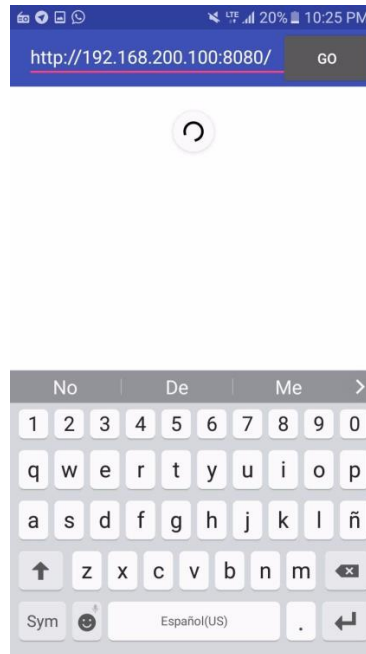 LTE 20% 10:25 PM
http://192.168.200.100:8080/ GO
No De Me >
1 2 3 4 5 6 7 8 9 0
q w e r t y u i o p
a s d f g h j k l ñ
z x c v b n m
Sym Español(US) .